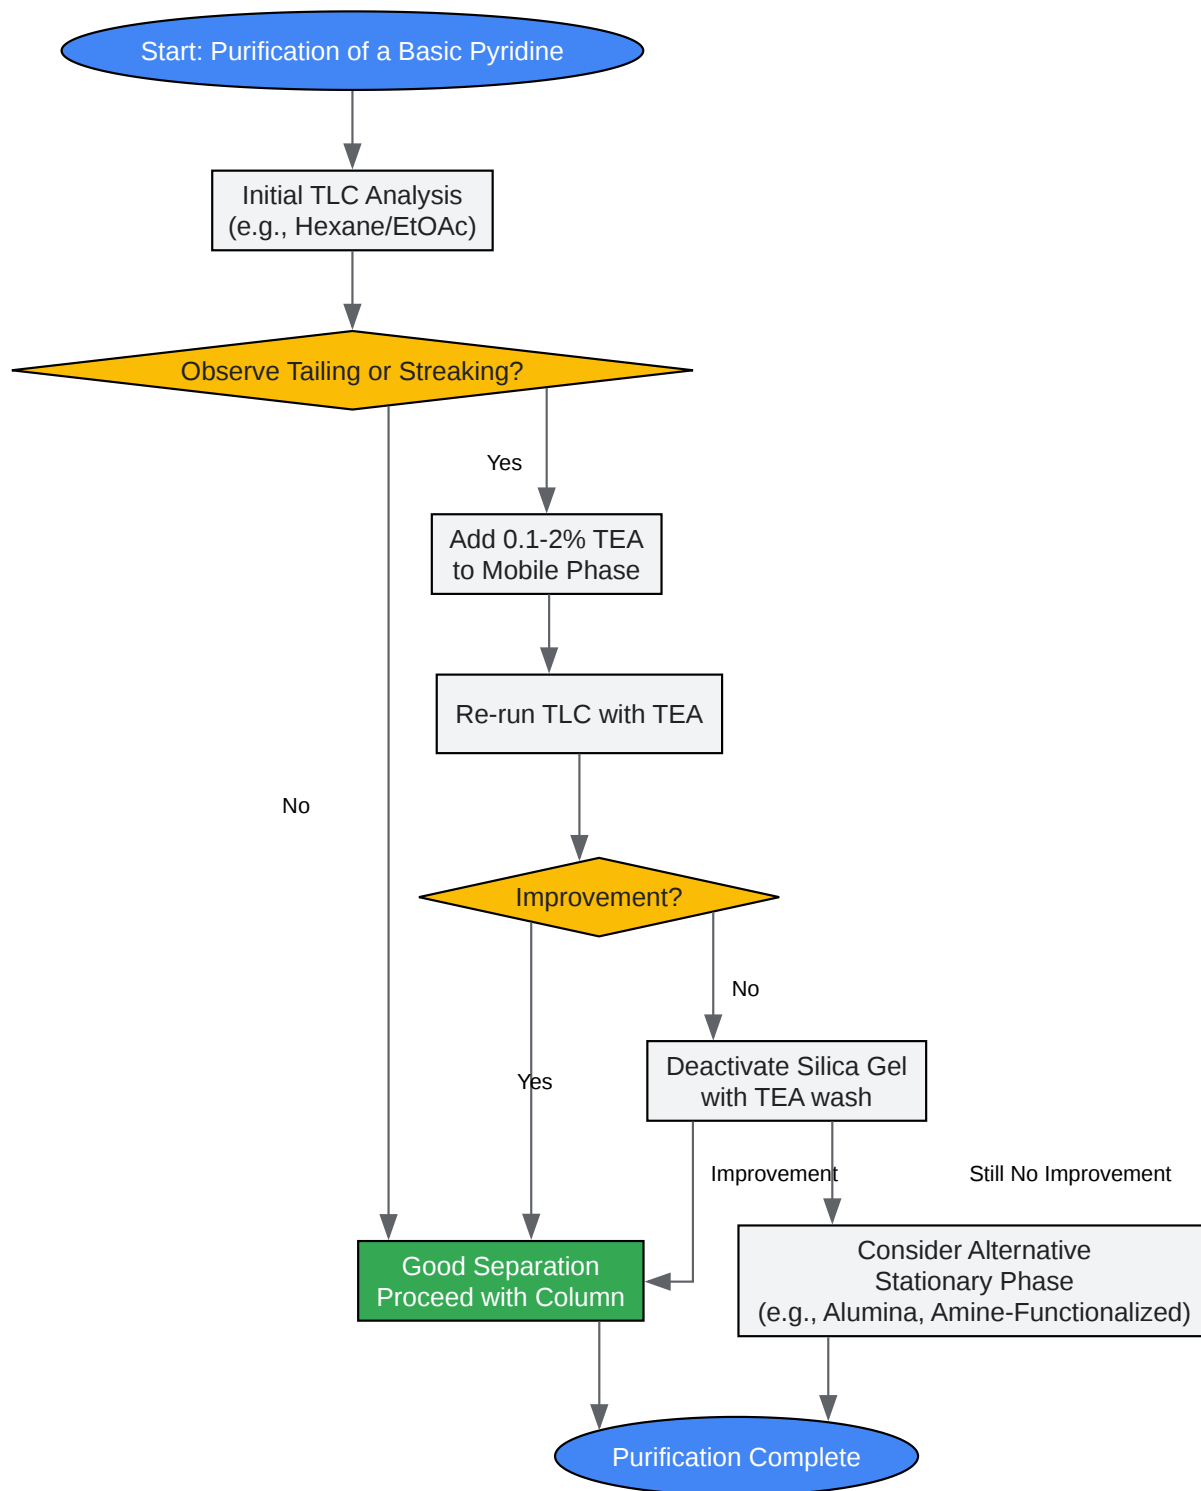 Start: Purification of a Basic Pyridine
Initial TLC Analysis
(e.g., Hexane/EtOAc)
Observe Tailing or Streaking?
Yes
Add 0.1-2% TEA
to Mobile Phase
Re-run TLC with TEA
No
Improvement?
No
Yes
Deactivate Silica Gel
with TEA wash
Improvement
Still No Improvement
Good Separation
Proceed with Column
Consider Alternative
Stationary Phase
(e.g., Alumina, Amine-Functionalized)
Purification Complete